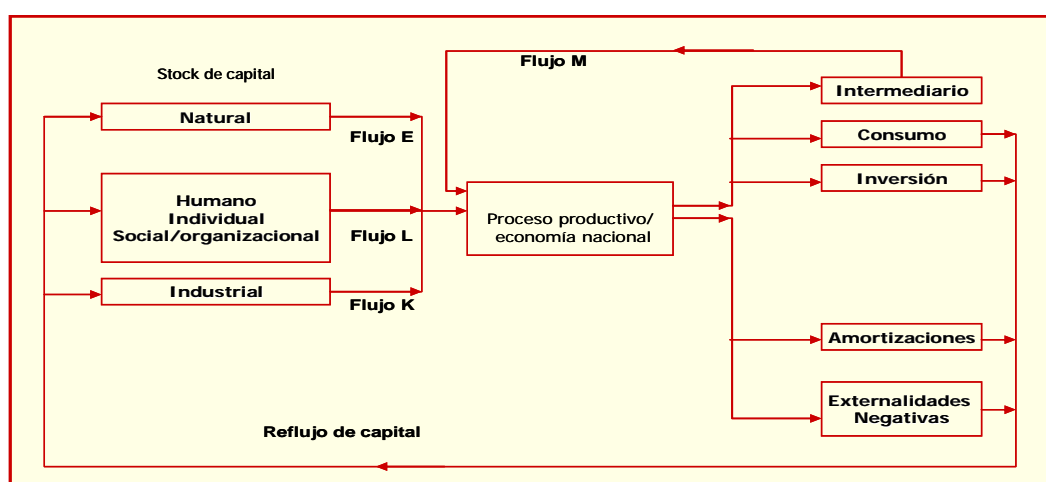 Flujo M
Stock de capital
Natural
Flujo E
Humano
Individual
Social/organizacional
Flujo L
Industrial
Flujo K
Proceso productivo/
economía nacional
Intermediario
Consumo
Inversión
Amortizaciones
Externalidades
Negativas
Reflujo de capital